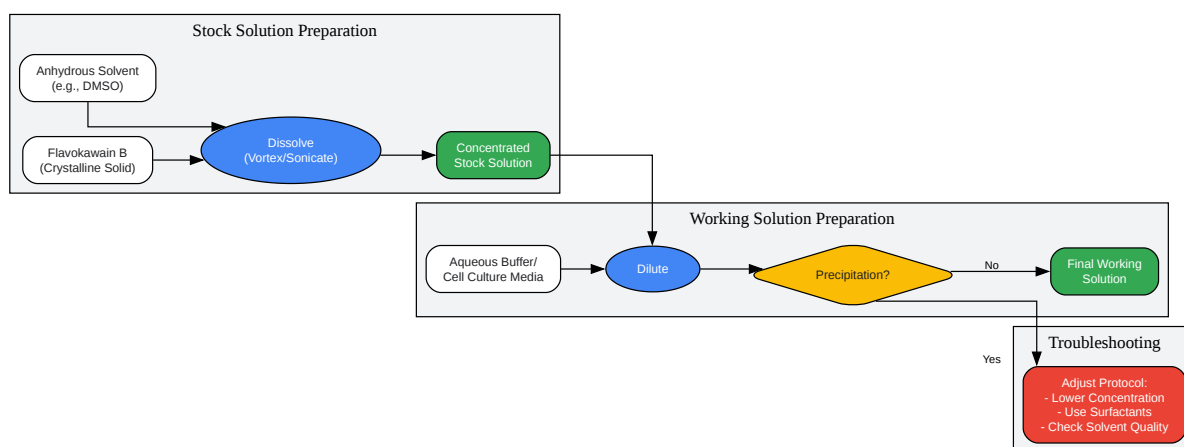 Stock Solution Preparation
Anhydrous Solvent
(e.g., DMSO)
Flavokawain B
(Crystalline Solid)
Dissolve
(Vortex/Sonicate)
Concentrated
Stock Solution
Working Solution Preparation
Aqueous Buffer/
Cell Culture Media
Dilute
Precipitation?
No
Final Working
Solution
Yes
Troubleshooting
Adjust Protocol:
- Lower Concentration
- Use Surfactants
- Check Solvent Quality